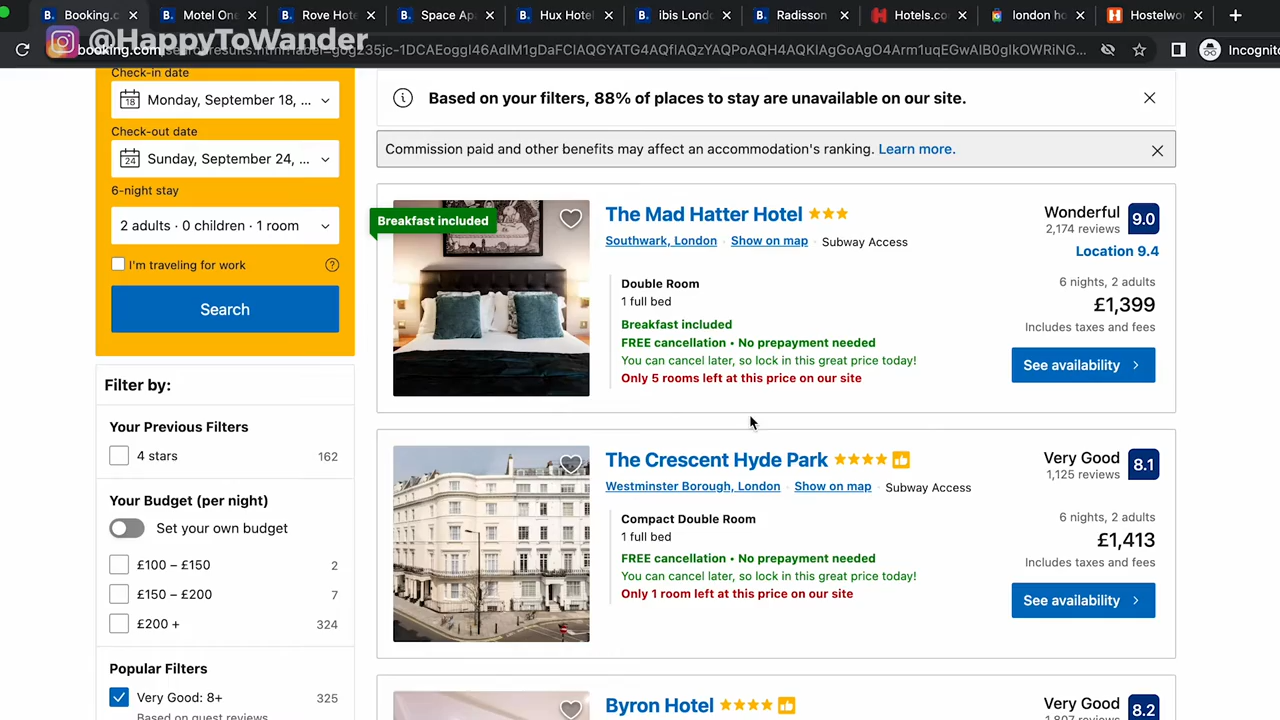 Booking.c
Motel One
Rove Hote
Space Ap
Hux Hotel
ibis Lond
Radisson
Hotels.co
london ho
Hostelwo
@HappyToWander
booking.com
Incognito
Check-in date
18 Monday, September 18, ...
Check-out date
24 Sunday, September 24, ...
6-night stay
2 adults · 0 children · 1 room
I'm traveling for work
Search
Filter by:
Your Previous Filters
4 stars 162
Your Budget (per night)
Set your own budget
£100 – £150 2
£150 – £200 7
£200 + 324
Popular Filters
Very Good: 8+ 325
Based on guest reviews
Based on your filters, 88% of places to stay are unavailable on our site.
Commission paid and other benefits may affect an accommodation's ranking. Learn more.
Breakfast included
The Mad Hatter Hotel
Southwark, London Show on map Subway Access
Double Room
1 full bed
Breakfast included
FREE cancellation • No prepayment needed
You can cancel later, so lock in this great price today!
Only 5 rooms left at this price on our site
Wonderful 9.0
2,174 reviews
Location 9.4
6 nights, 2 adults
£1,399
Includes taxes and fees
See availability
The Crescent Hyde Park
Westminster Borough, London Show on map Subway Access
Compact Double Room
1 full bed
FREE cancellation • No prepayment needed
You can cancel later, so lock in this great price today!
Only 1 room left at this price on our site
Very Good 8.1
1,125 reviews
6 nights, 2 adults
£1,413
Includes taxes and fees
See availability
Byron Hotel
Very Good 8.2
1,807 reviews